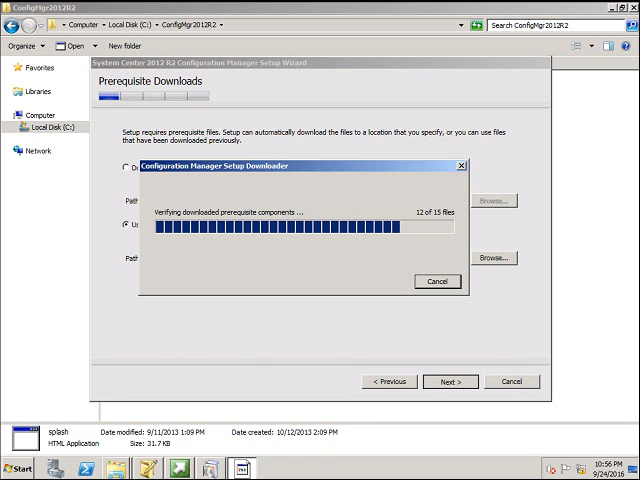 ConfigMgr2012R2
Computer
Local Disk (C:)
ConfigMgr2012R2
Search ConfigMgr2012R2
Organize
Open
New folder
Favorites
Libraries
Computer
Local Disk (C:)
Network
System Center 2012 R2 Configuration Manager Setup Wizard
Prerequisite Downloads
Setup requires prerequisite files. Setup can automatically download the files to a location that you specify, or you can use files
that have been downloaded previously.
Configuration Manager Setup Downloader
Path
Browse...
Verifying downloaded prerequisite components ...
12 of 15 files
Path
Browse...
Cancel
< Previous
Next >
Cancel
splash
Date modified: 9/11/2013 1:09 PM
Date created: 10/12/2013 2:09 PM
HTML Application
Size: 31.7 KB
Start
10:56 PM
9/24/2016